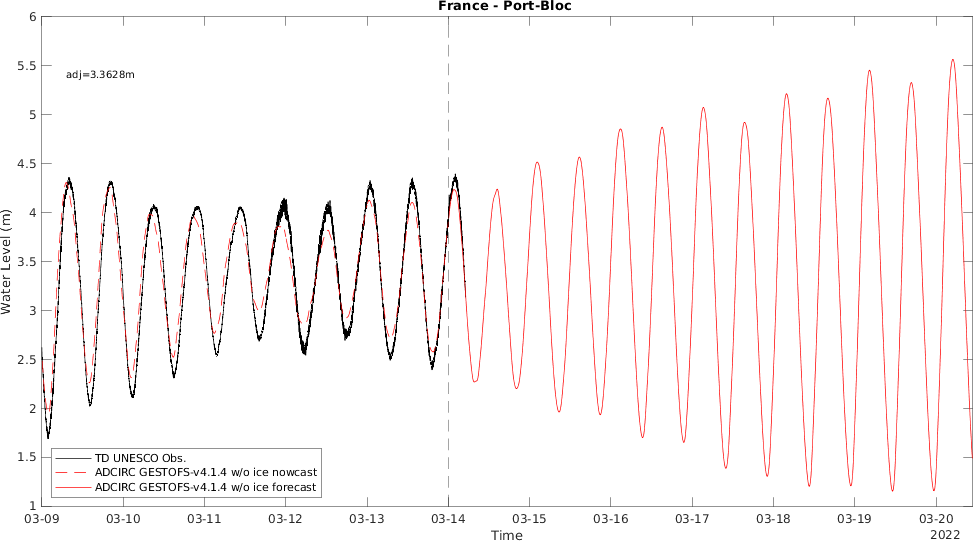 France - Port-Bloc
6
5.5
5
4.5
4
3.5
3
2.5
2
1.5
1
Water Level (m)
adj=3.3628m
TD UNESCO Obs.
ADCIRC GESTOFS-v4.1.4 w/o ice nowcast
ADCIRC GESTOFS-v4.1.4 w/o ice forecast
03-09 03-10 03-11 03-12 03-13 03-14 03-15 03-16 03-17 03-18 03-19 03-20
2022
Time